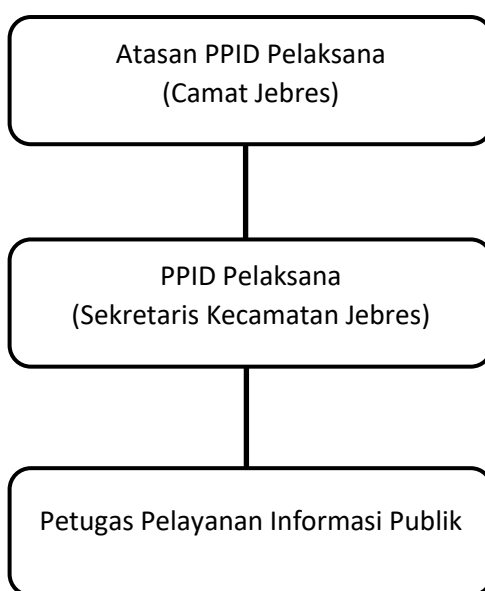 Atasan PPID Pelaksana
(Camat Jebres)
PPID Pelaksana
(Sekretaris Kecamatan Jebres)
Petugas Pelayanan Informasi Publik